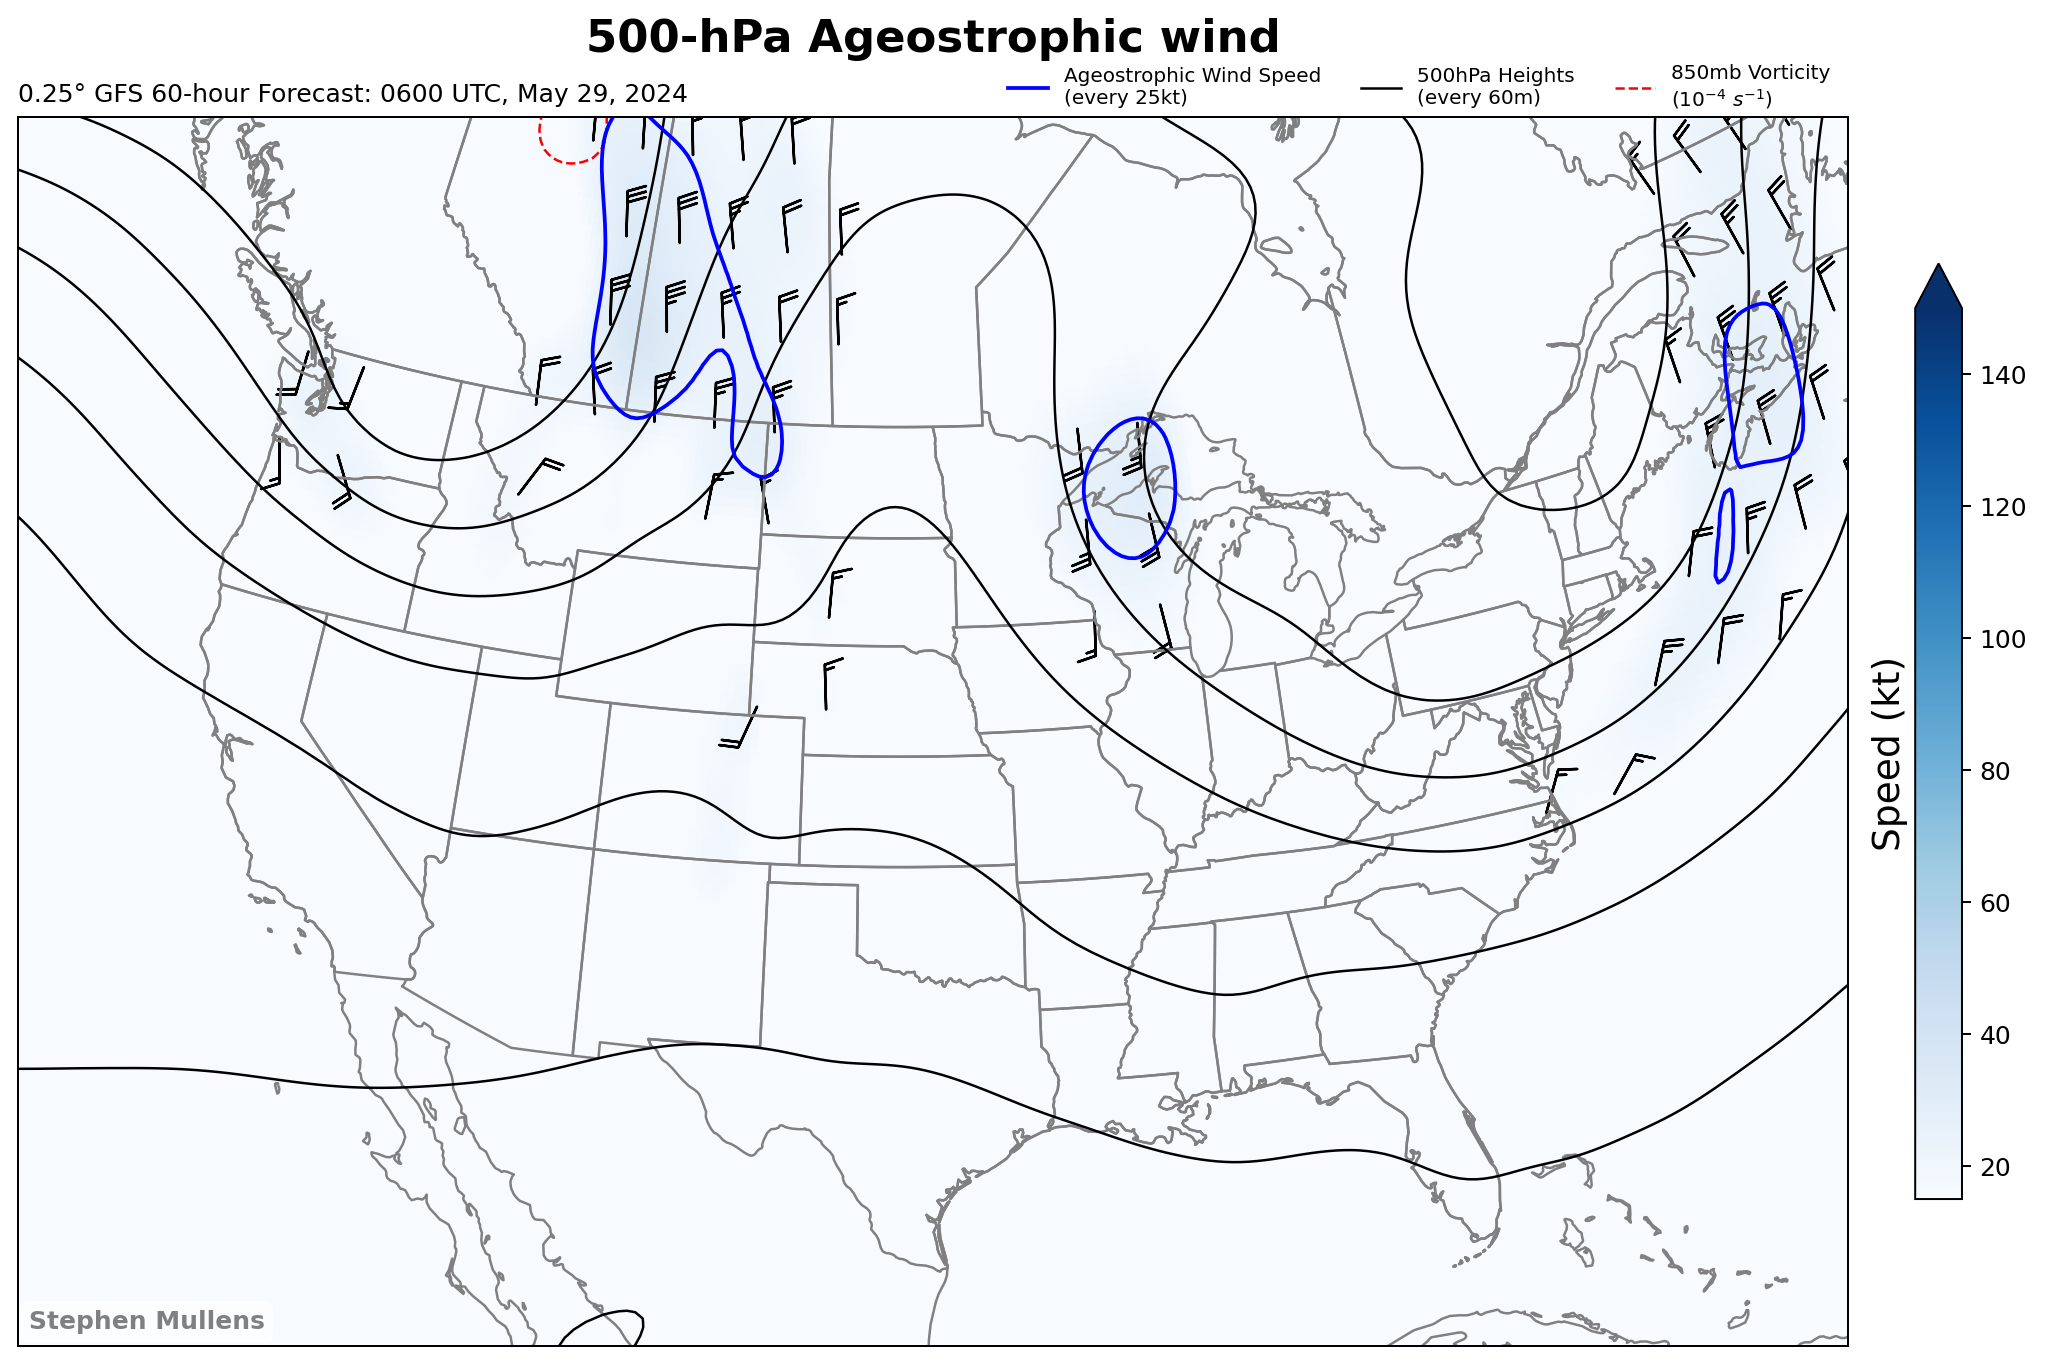 500-hPa Ageostrophic wind
0.25° GFS 60-hour Forecast: 0600 UTC, May 29, 2024
Ageostrophic Wind Speed
(every 25kt)
500hPa Heights
(every 60m)
850mb Vorticity
(10⁻⁴ s⁻¹)
140
120
100
80
60
40
20
Speed (kt)
Stephen Mullens